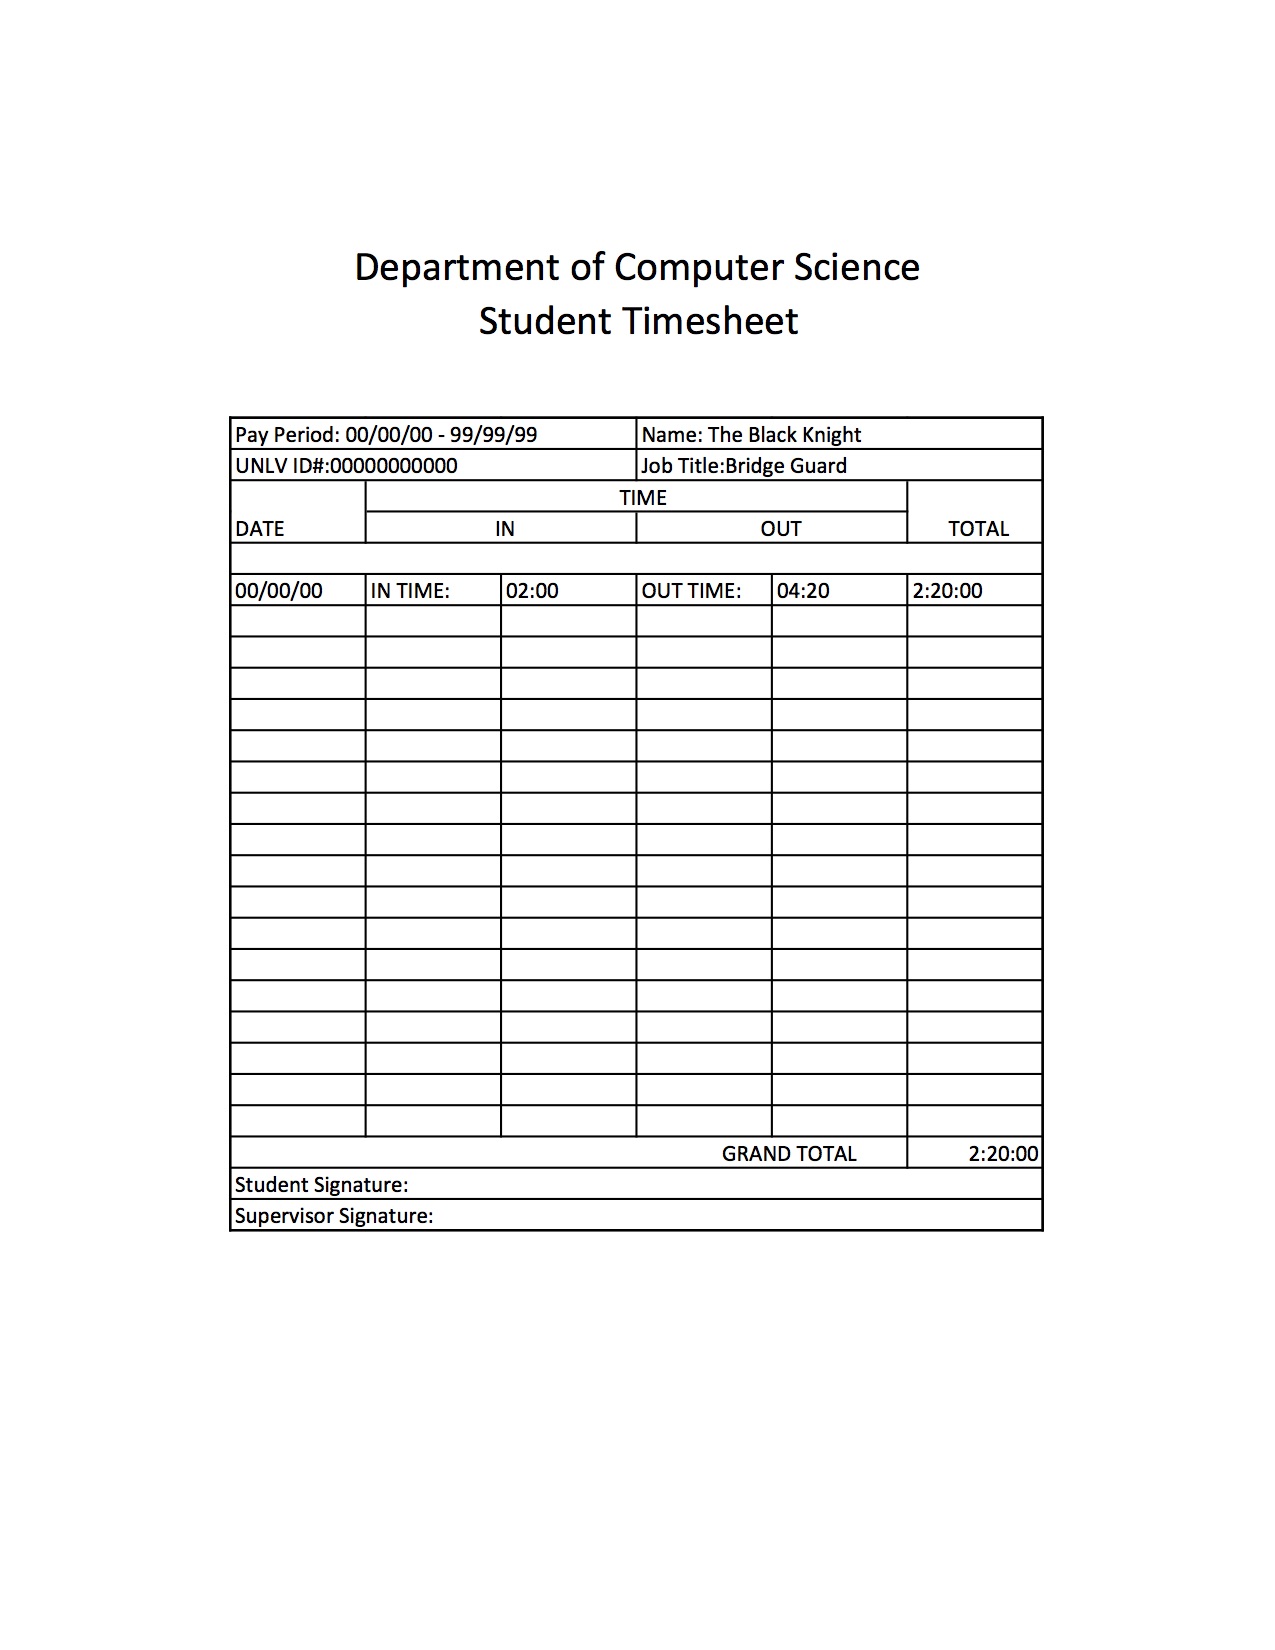 Department of Computer Science
Student Timesheet
Pay Period: 00/00/00 - 99/99/99 Name: The Black Knight
UNLV ID#:00000000000 Job Title:Bridge Guard
TIME
DATE IN OUT TOTAL
00/00/00 IN TIME: 02:00 OUT TIME: 04:20 2:20:00
GRAND TOTAL 2:20:00
Student Signature:
Supervisor Signature: